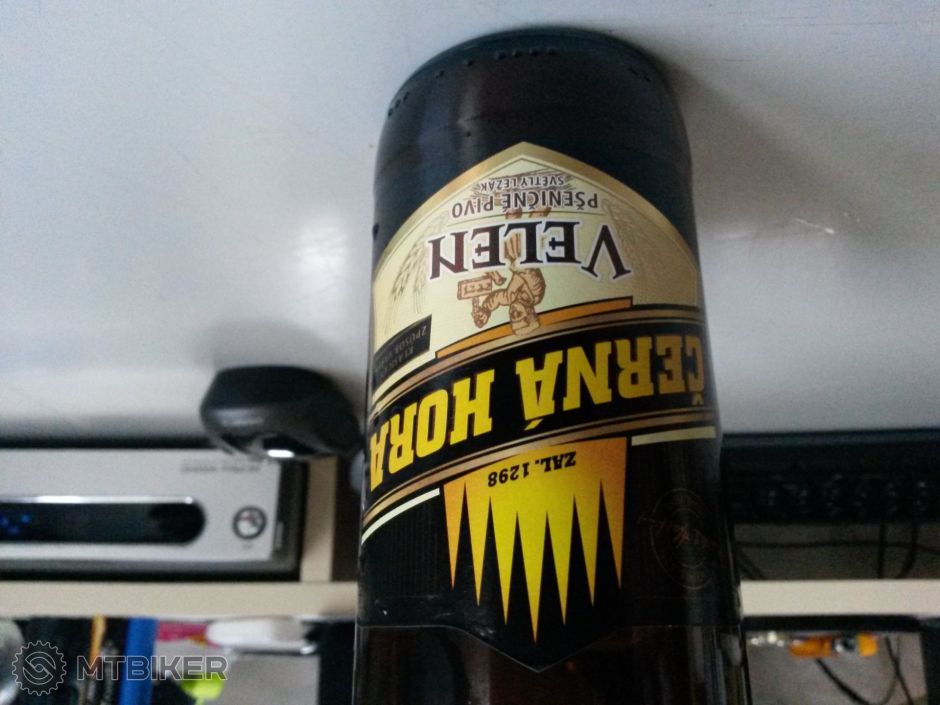 ZAL. 1298
ČERNÁ HORA
VELEN
PŠENIČNÉ PIVO
SVĚTLÝ LEŽÁK
MTBIKER